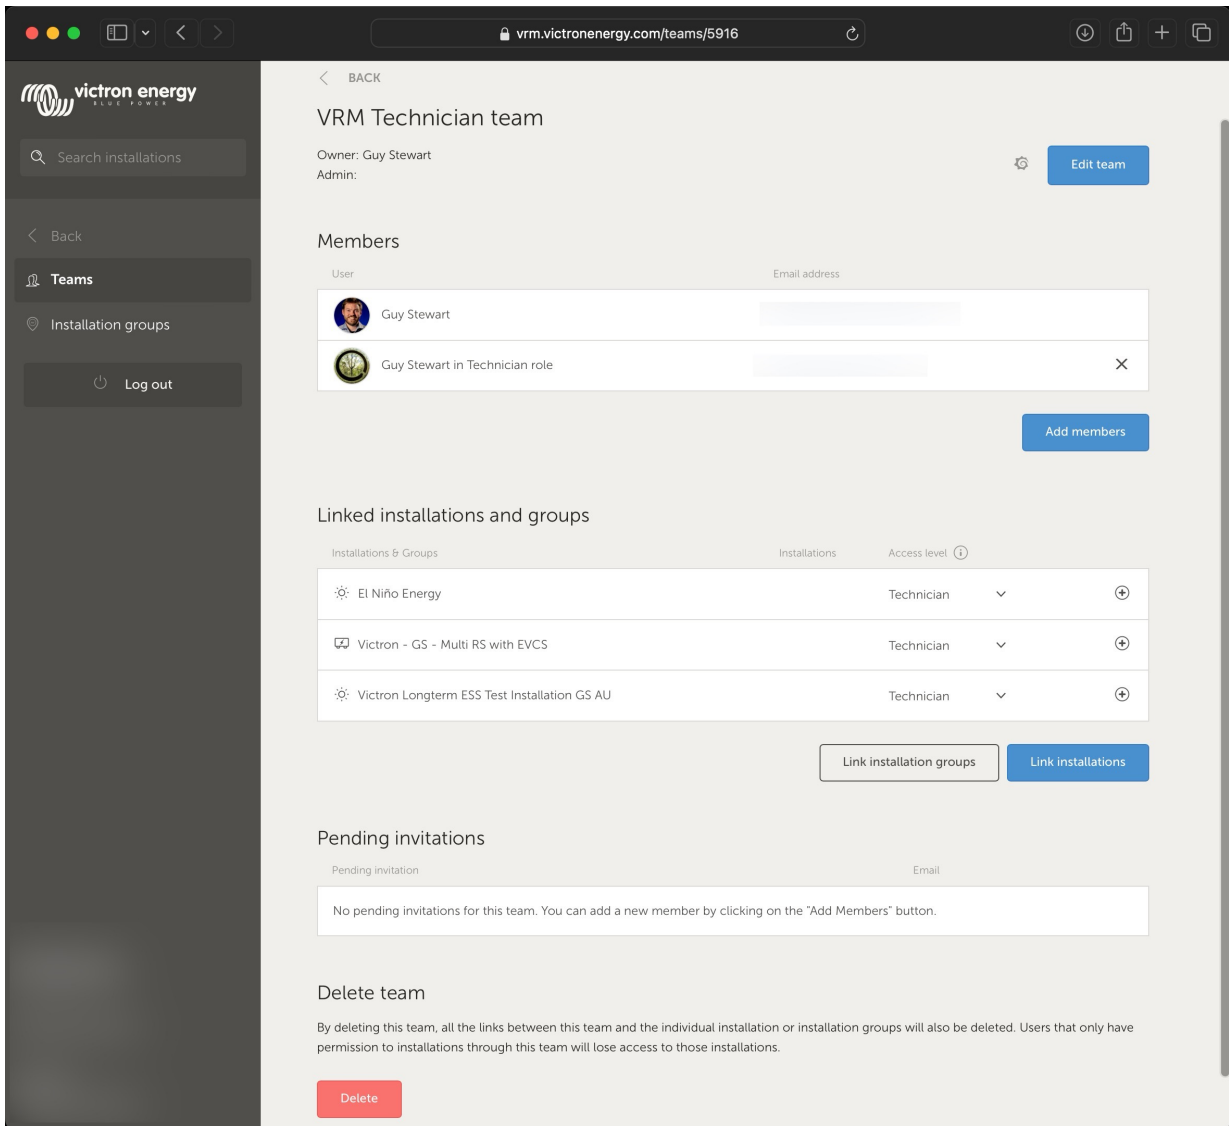 vrm.victronenergy.com/teams/5916
victron energy
BLUE POWER
Search installations
Back
Teams
Installation groups
Log out
BACK
VRM Technician team
Owner: Guy Stewart
Admin:
Edit team
Members
User Email address
Guy Stewart
Guy Stewart in Technician role
Add members
Linked installations and groups
Installations & Groups Installations Access level
El Niño Energy Technician
Victron - GS - Multi RS with EVCS Technician
Victron Longterm ESS Test Installation GS AU Technician
Link installation groups Link installations
Pending invitations
Pending invitation Email
No pending invitations for this team. You can add a new member by clicking on the "Add Members" button.
Delete team
By deleting this team, all the links between this team and the individual installation or installation groups will also be deleted. Users that only have
permission to installations through this team will lose access to those installations.
Delete